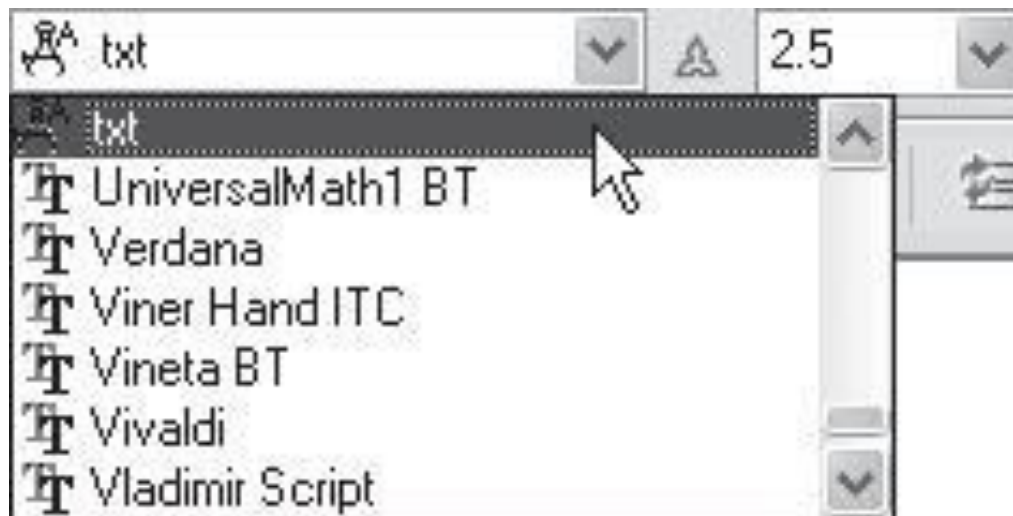 txt 2.5
txt
UniversalMath1 BT
Verdana
Viner Hand ITC
Vineta BT
Vivaldi
Vladimir Script